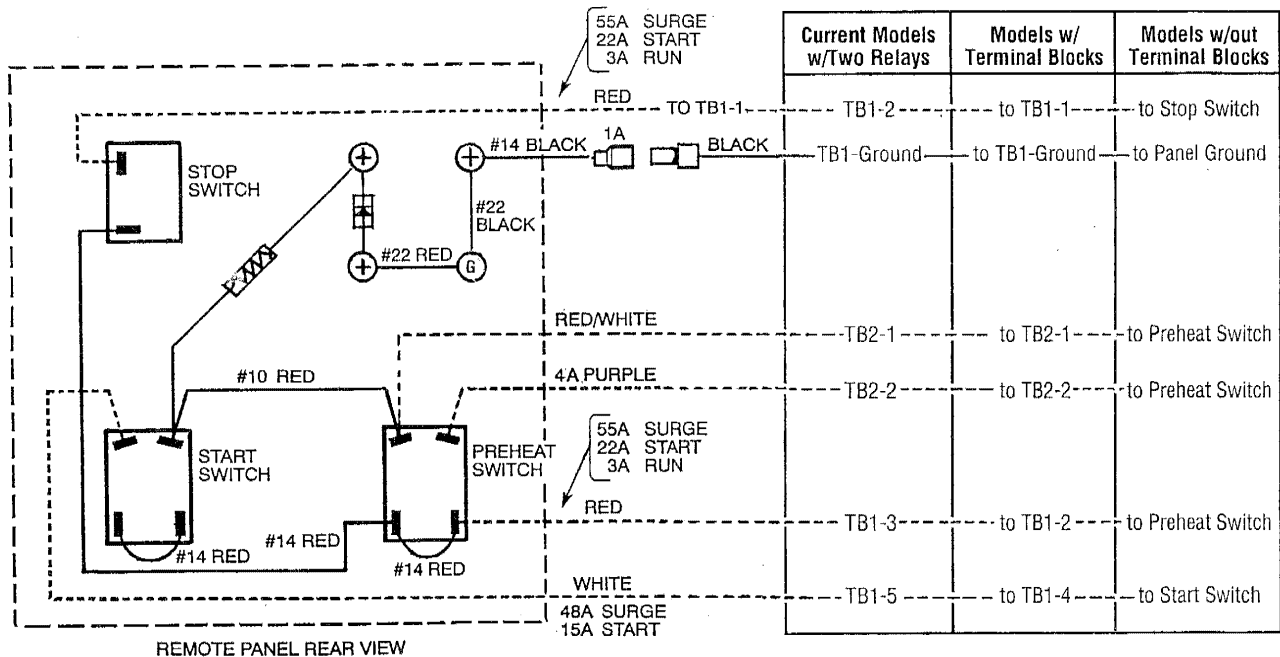 55A SURGE
22A START
3A RUN
Current Models w/Two Relays
Models w/ Terminal Blocks
Models w/out Terminal Blocks
RED
TO TB1-1
TB1-2
to TB1-1
to Stop Switch
#14 BLACK
1A
BLACK
TB1-Ground
to TB1-Ground
to Panel Ground
STOP
SWITCH
#22
BLACK
#22 RED
G
RED/WHITE
TB2-1
to TB2-1
to Preheat Switch
#10 RED
4A PURPLE
TB2-2
to TB2-2
to Preheat Switch
55A SURGE
22A START
3A RUN
START
SWITCH
PREHEAT
SWITCH
RED
TB1-3
to TB1-2
to Preheat Switch
#14 RED
#14 RED
#14 RED
WHITE
TB1-5
to TB1-4
to Start Switch
48A SURGE
15A START
REMOTE PANEL REAR VIEW